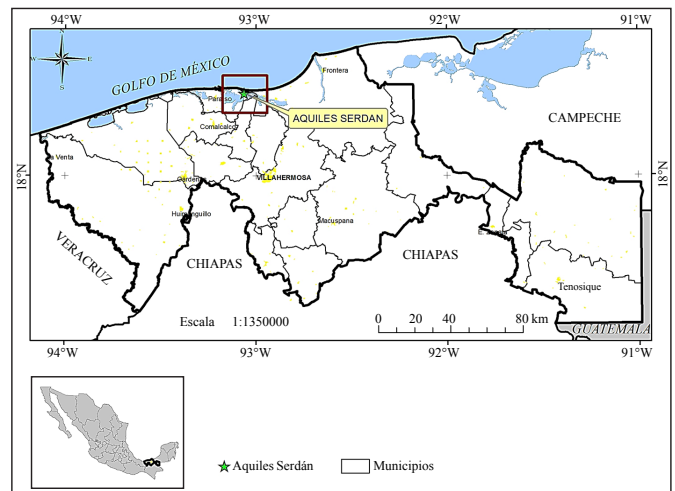 94°W 93°W 92°W 91°W
N
W E
S
GOLFO DE MÉXICO
Frontera
Paraíso
AQUILES SERDAN
Comalcalco
CAMPECHE
a Venta
18°N 18°N
Cárdenas
VILLAHERMOSA
Huimanguillo
Macuspana
VERACRUZ
CHIAPAS
CHIAPAS
Tenosique
Escala 1:1350000
0 20 40 80 km
GUATEMALA
94°W 93°W 92°W 91°W
Aquiles Serdán
Municipios